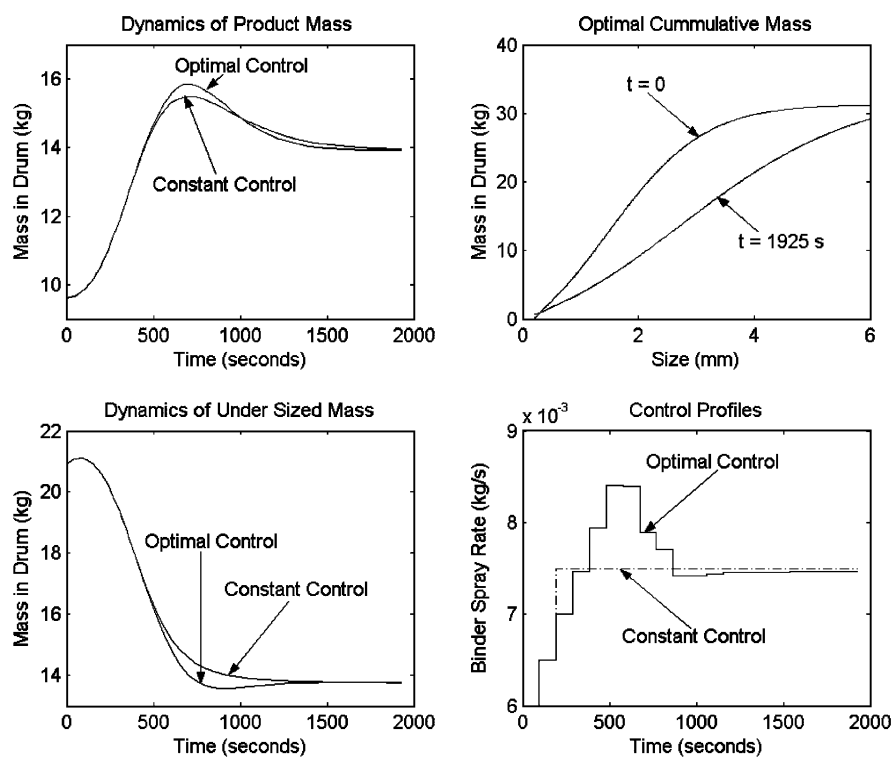 Dynamics of Product Mass
18
16
14
12
10
Mass in Drum (kg)
Optimal Control
Constant Control
0
500
1000
1500
2000
Time (seconds)
Optimal Cummulative Mass
40
30
20
10
0
Mass in Drum (kg)
t = 0
t = 1925 s
2
4
6
Size (mm)
Dynamics of Under Sized Mass
22
20
18
16
14
Mass in Drum (kg)
Optimal Control
Constant Control
0
500
1000
1500
2000
Time (seconds)
x 10⁻³
Control Profiles
9
8
7
6
Binder Spray Rate (kg/s)
Optimal Control
Constant Control
0
500
1000
1500
2000
Time (seconds)